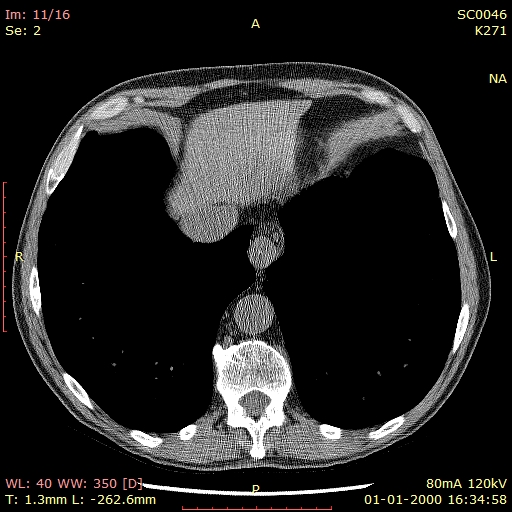 Im: 11/16
Se: 2
A
SC0046
K271
NA
R
L
WL: 40 WW: 350 [D]
T: 1.3mm L: -262.6mm
P
80mA 120kV
01-01-2000 16:34:58